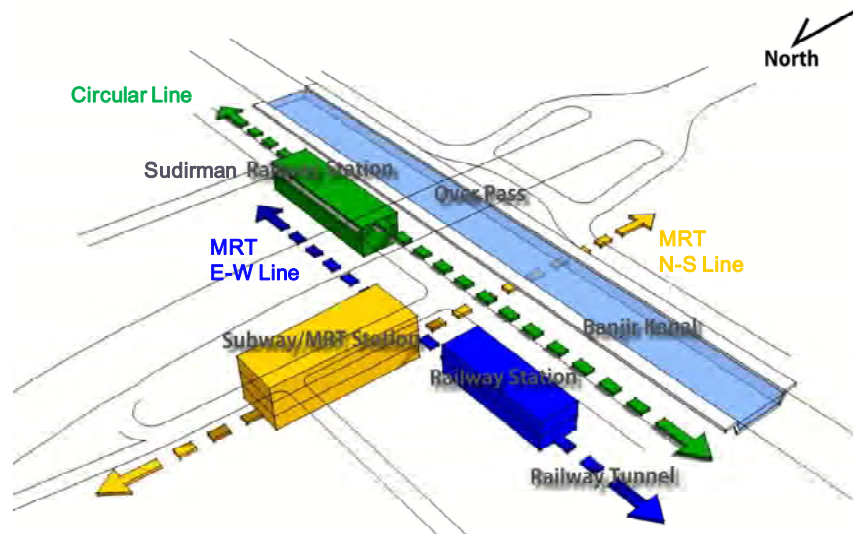 North
Circular Line
Sudirman Railway Station
Over Pass
MRT
E-W Line
MRT
N-S Line
Banjir Kanal
Subway/MRT Station
Railway Station
Railway Tunnel